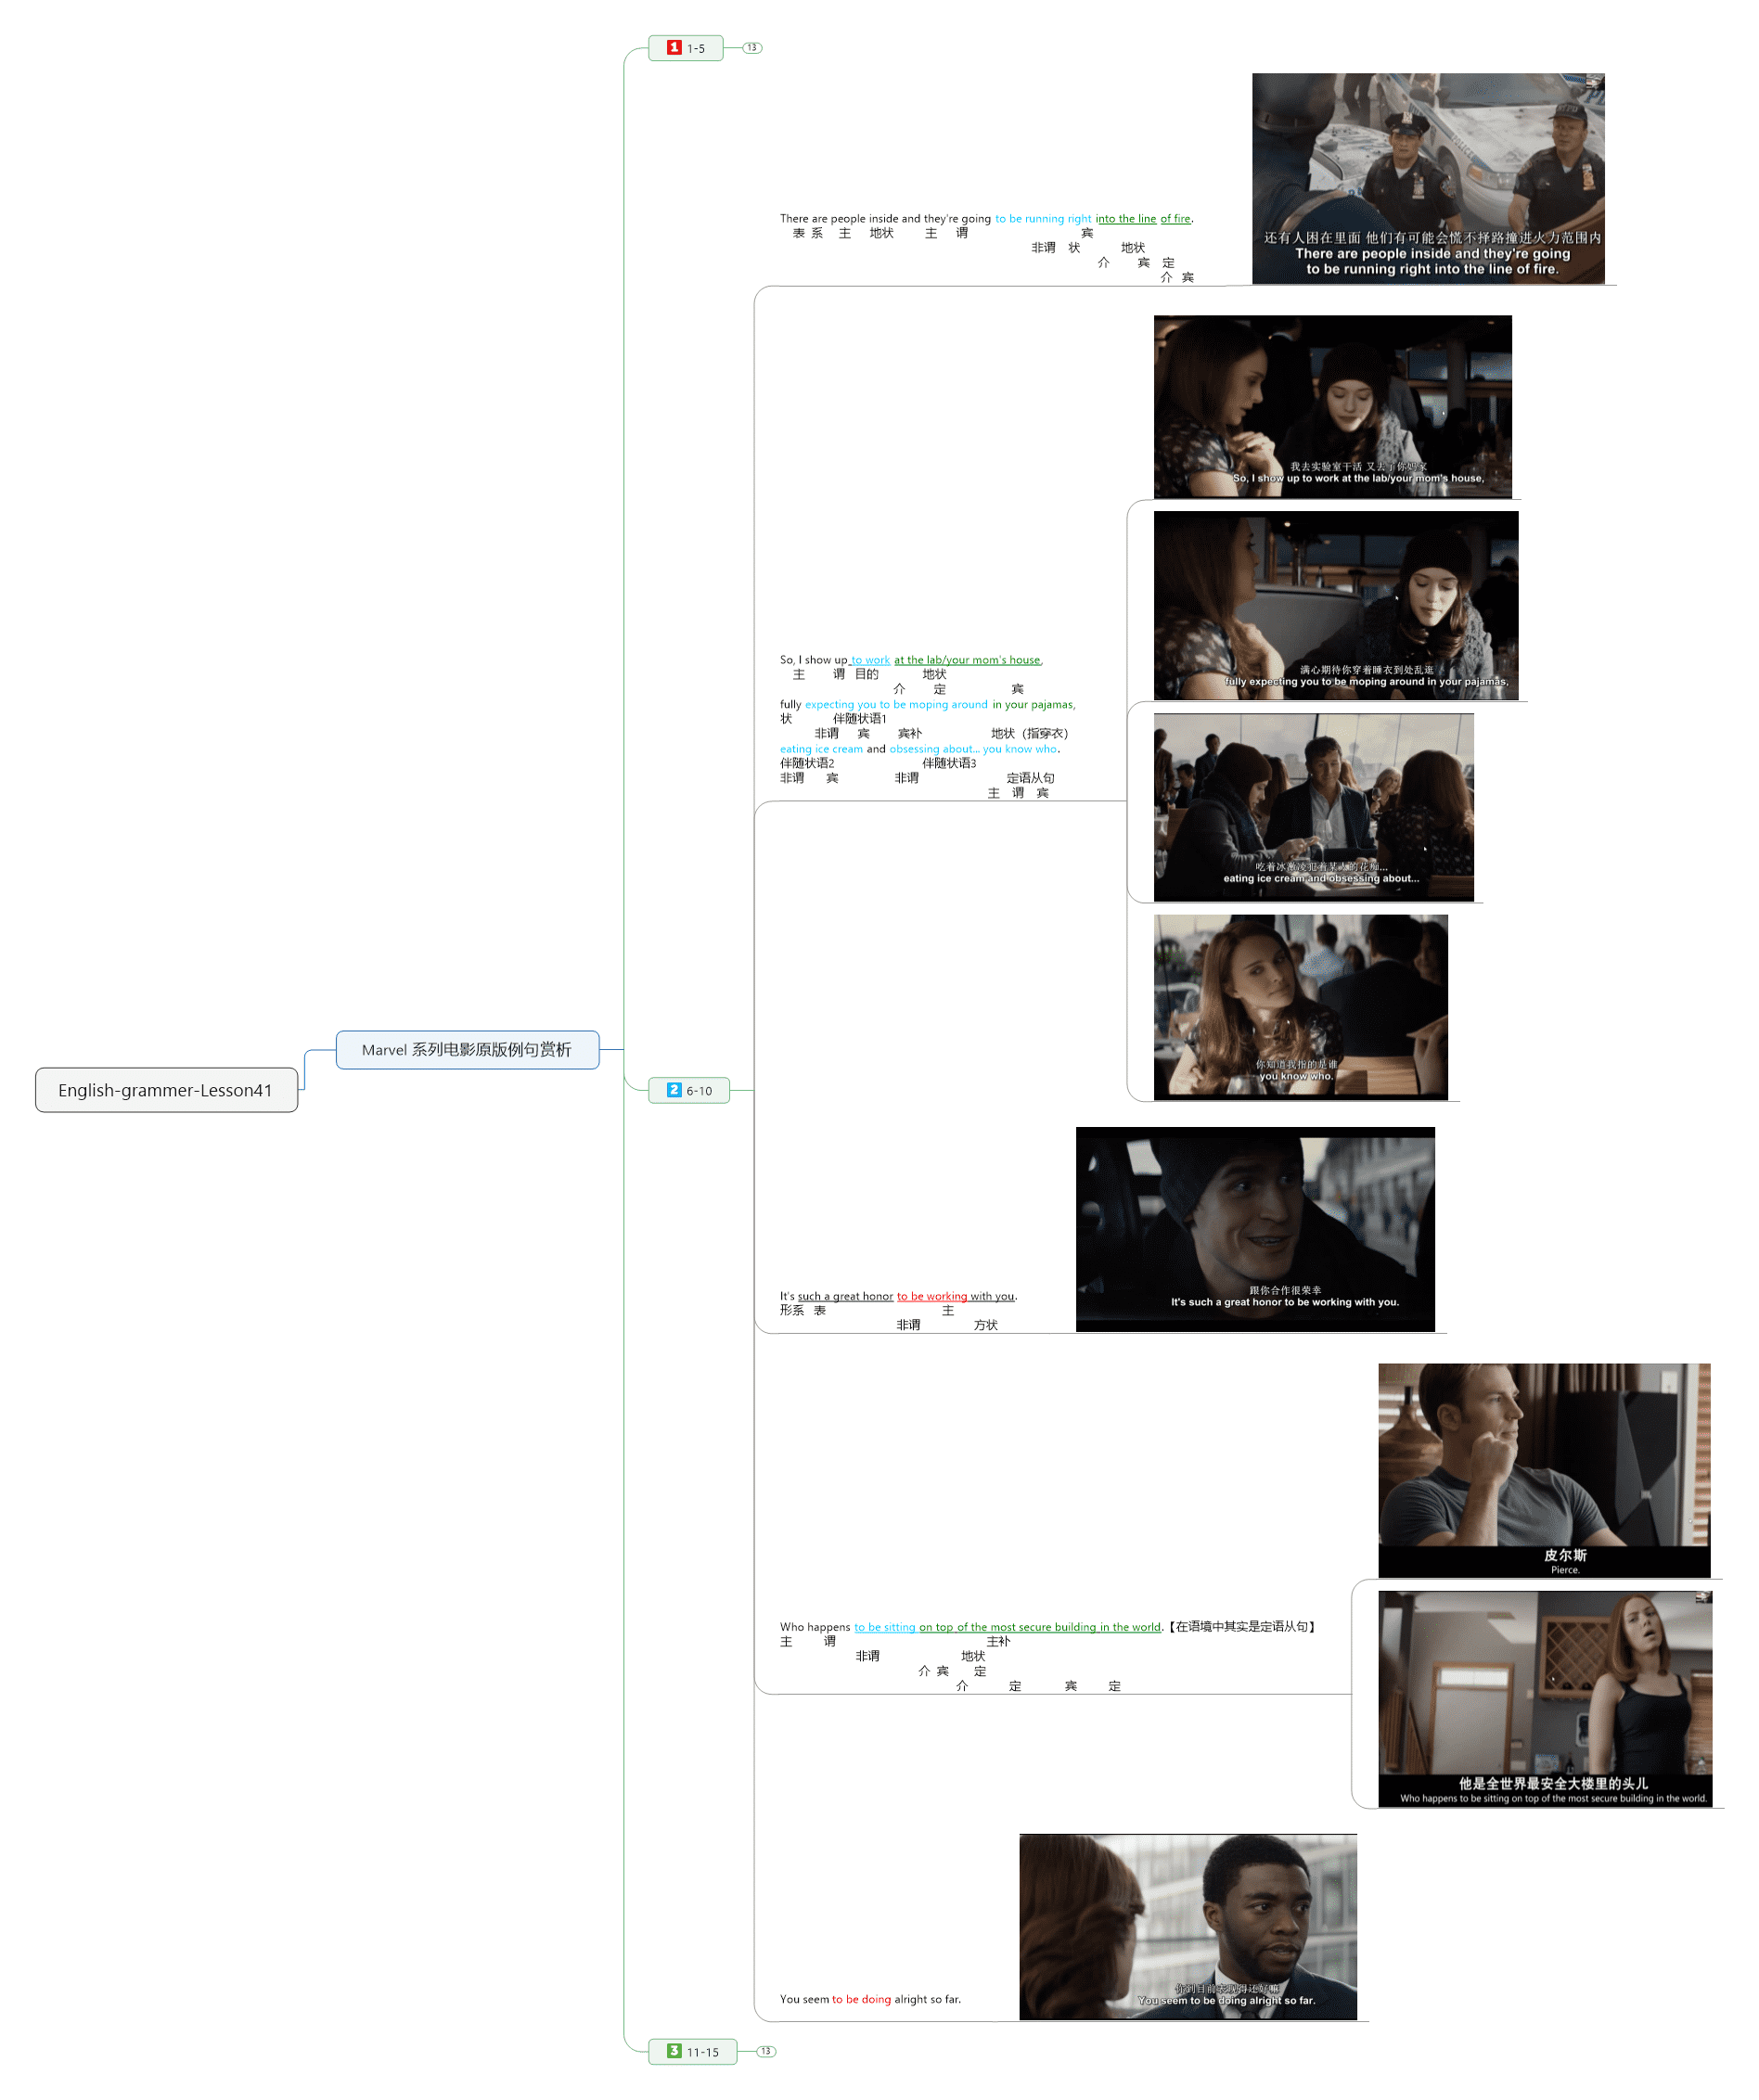 English-grammer-Lesson41
Marvel 系列电影原版例句赏析
1 1-5
13
There are people inside and they're going to be running right into the line of fire.
表 系 主 地状 主 谓 宾
非谓 状 地状
介 宾 定
介 宾
还有人困在里面 他们有可能会慌不择路撞进火力范围内
There are people inside and they're going
to be running right into the line of fire.
2 6-10
So, I show up to work at the lab/your mom's house,
主 谓 目的 地状
介 定 宾
fully expecting you to be moping around in your pajamas,
状 伴随状语1
非谓 宾 宾补 地状（指穿衣）
eating ice cream and obsessing about... you know who.
伴随状语2 伴随状语3
非谓 宾 非谓 定语从句
主 谓 宾
我去实验室干活 又去了你妈家
So, I show up to work at the lab/your mom's house,
满心期待你穿着睡衣到处乱逛
fully expecting you to be moping around in your pajamas,
吃着冰激凌犯着某人的花痴...
eating ice cream and obsessing about...
你知道我指的是谁
you know who.
It's such a great honor to be working with you.
形系 表 主
非谓 方状
跟你合作很荣幸
It's such a great honor to be working with you.
Who happens to be sitting on top of the most secure building in the world.【在语境中其实是定语从句】
主 谓 主补
非谓 地状
介 宾 定
介 定 宾 定
皮尔斯
Pierce.
他是全世界最安全大楼里的头儿
Who happens to be sitting on top of the most secure building in the world.
You seem to be doing alright so far.
你到目前表现得还好嘛
You seem to be doing alright so far.
3 11-15
13